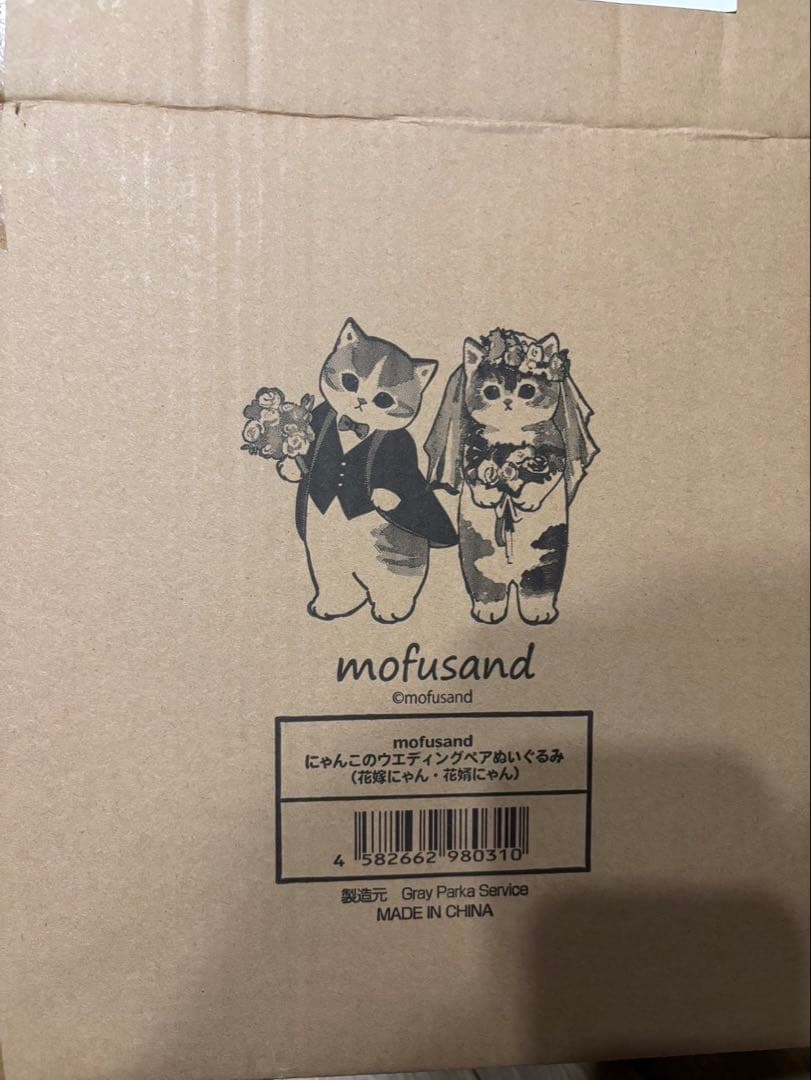 mofusand
©mofusand
mofusand
にゃんこのウエディングペアぬいぐるみ
(花嫁にゃん・花婿にゃん)
4 582662 980310
製造元 Gray Parka Service
MADE IN CHINA